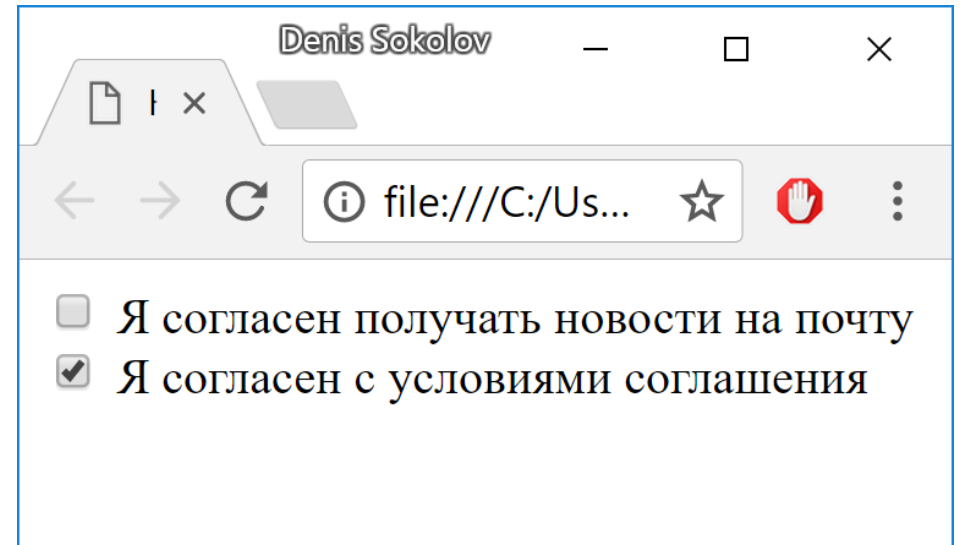 Denis Sokolov
file:///C:/Us...
Я согласен получать новости на почту
Я согласен с условиями соглашения